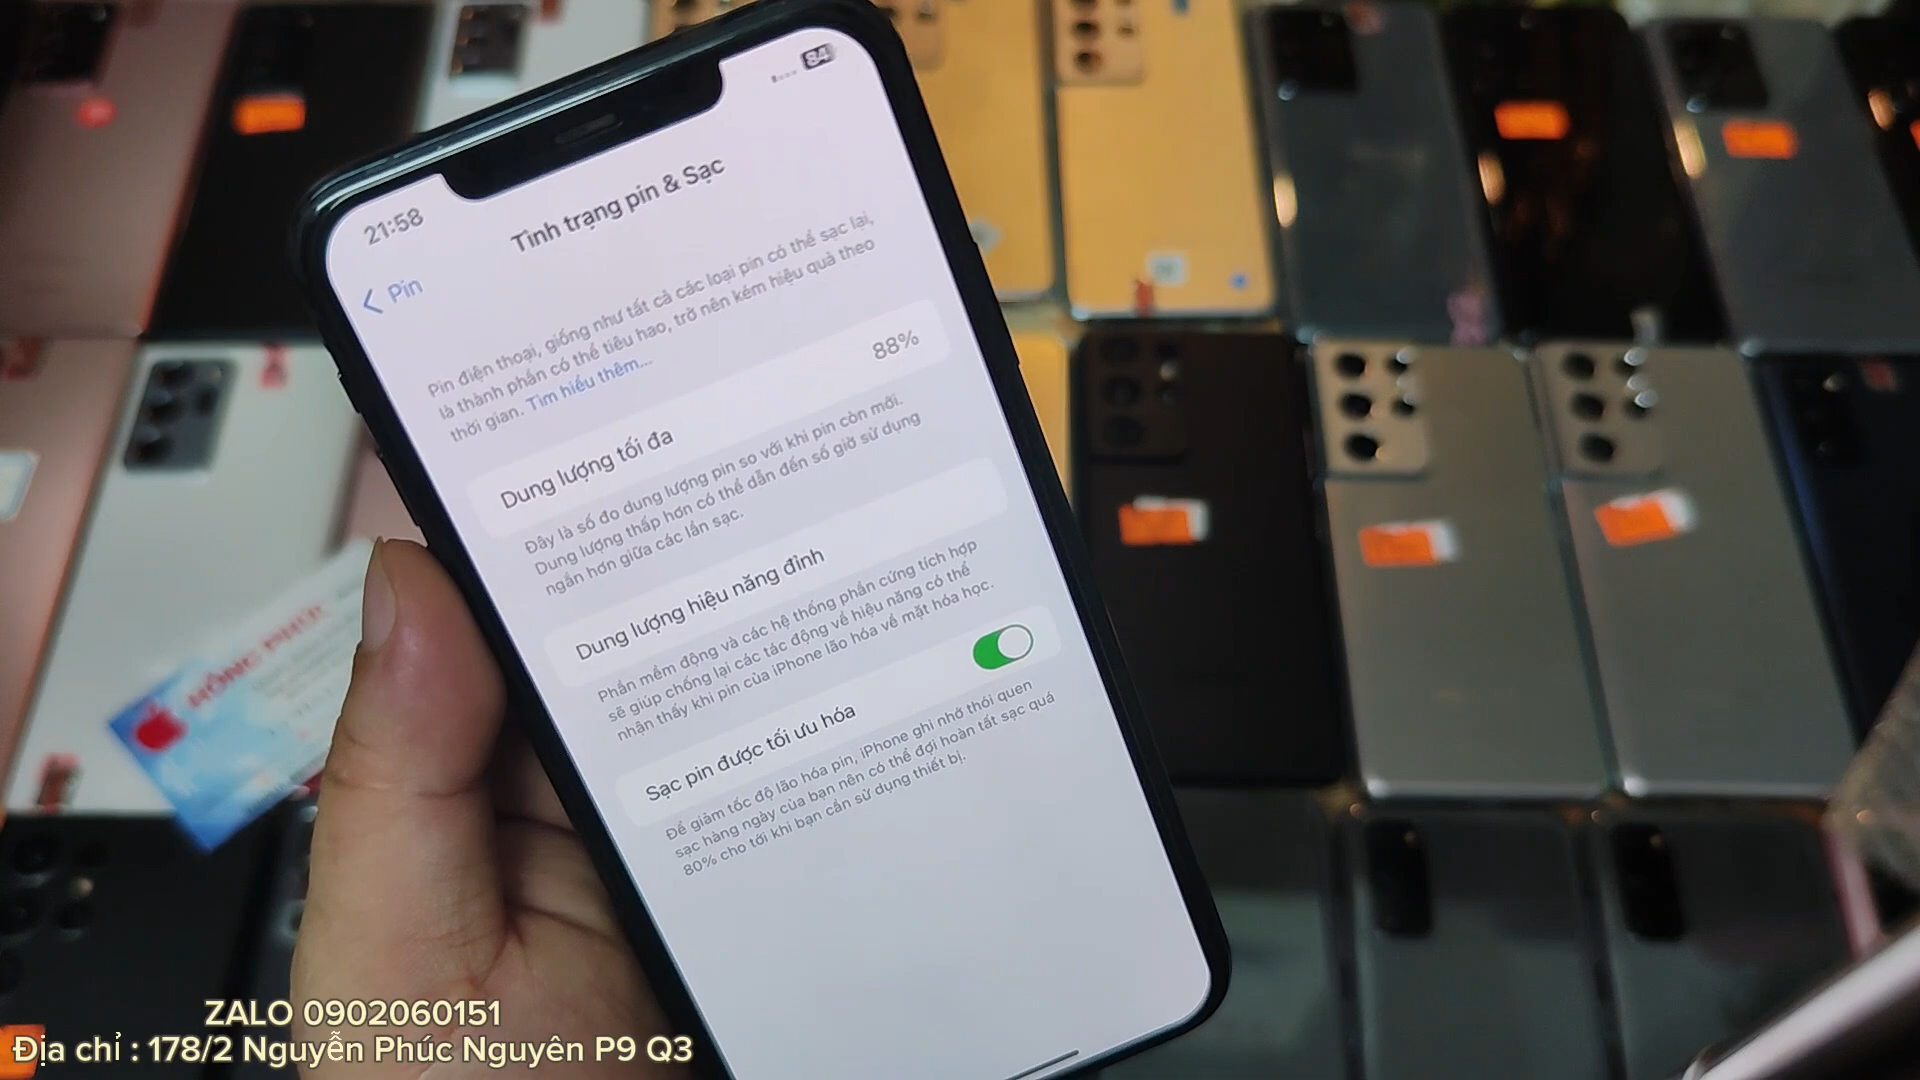 84
21:58
Tình trạng pin & Sạc
Pin
Pin điện thoại, giống như tất cả các loại pin có thể sạc lại,
là thành phần có thể tiêu hao, trở nên kém hiệu quả theo
thời gian. Tìm hiểu thêm...
Dung lượng tối đa 88%
Đây là số đo dung lượng pin so với khi pin còn mới.
Dung lượng thấp hơn có thể dẫn đến số giờ sử dụng
ngắn hơn giữa các lần sạc.
Dung lượng hiệu năng đỉnh
Phần mềm động và các hệ thống phần cứng tích hợp
sẽ giúp chống lại các tác động về hiệu năng có thể
nhận thấy khi pin của iPhone lão hóa về mặt hóa học.
Sạc pin được tối ưu hóa
Để giảm tốc độ lão hóa pin, iPhone ghi nhớ thói quen
sạc hàng ngày của bạn nên có thể đợi hoàn tất sạc quá
80% cho tới khi bạn cần sử dụng thiết bị.
HỒNG PHÚC
ZALO 0902060151
Địa chỉ : 178/2 Nguyễn Phúc Nguyên P9 Q3